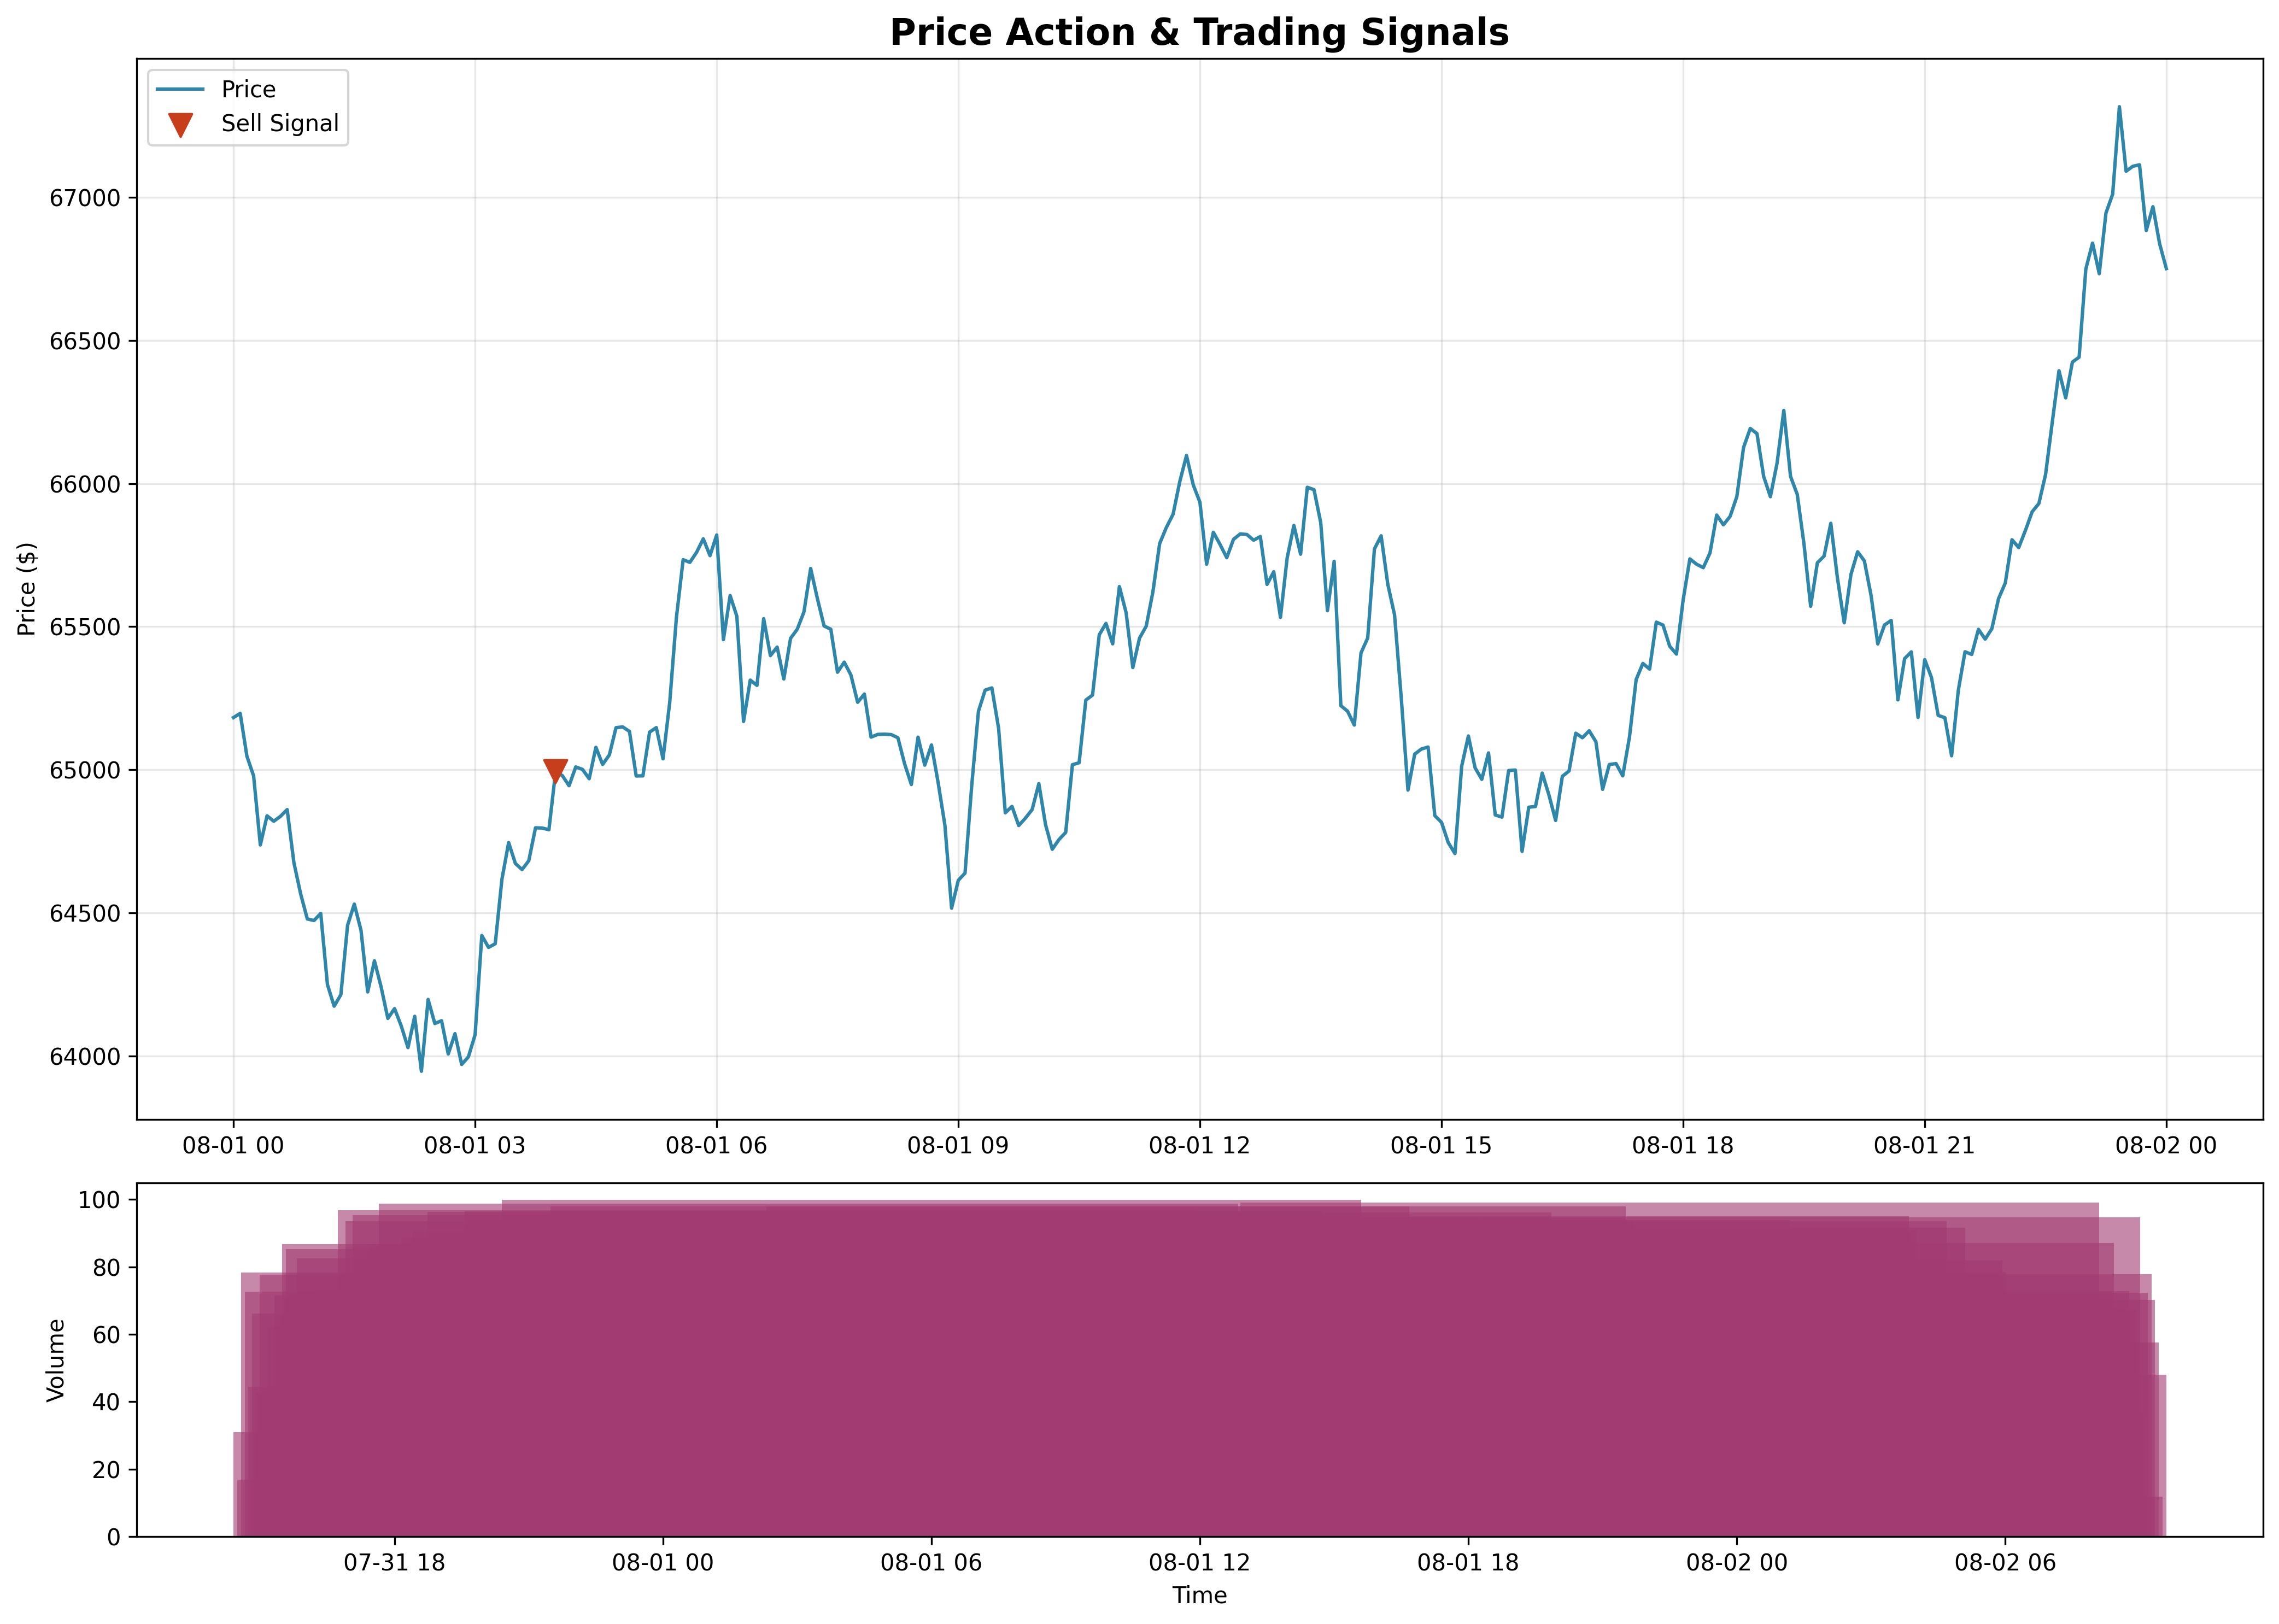 Price Action & Trading Signals
Price
Sell Signal
Price ($)
67000
66500
66000
65500
65000
64500
64000
08-01 00 08-01 03 08-01 06 08-01 09 08-01 12 08-01 15 08-01 18 08-01 21 08-02 00
Volume
100
80
60
40
20
0
07-31 18 08-01 00 08-01 06 08-01 12 08-01 18 08-02 00 08-02 06
Time